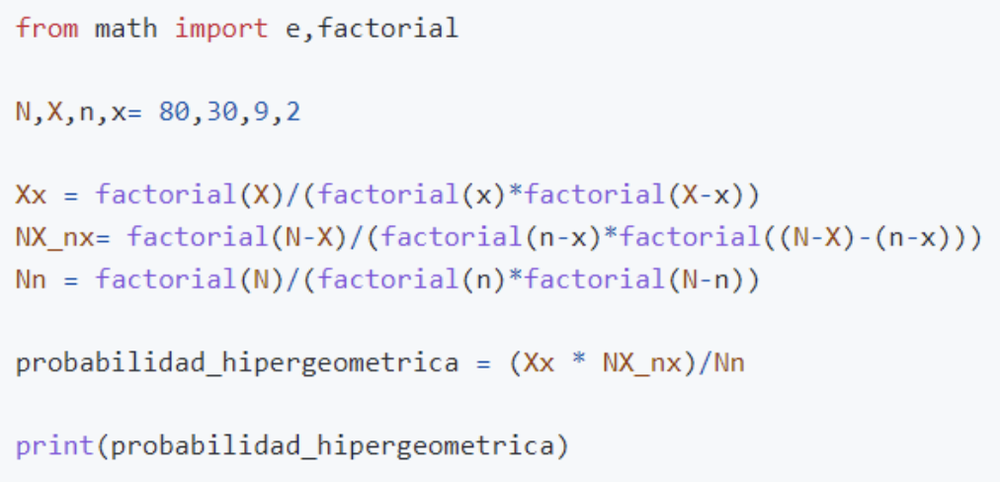 from math import e,factorial
N,X,n,x= 80,30,9,2
Xx = factorial(X)/(factorial(x)*factorial(X-x))
NX_nx= factorial(N-X)/(factorial(n-x)*factorial((N-X)-(n-x)))
Nn = factorial(N)/(factorial(n)*factorial(N-n))
probabilidad_hipergeometrica = (Xx * NX_nx)/Nn
print(probabilidad_hipergeometrica)